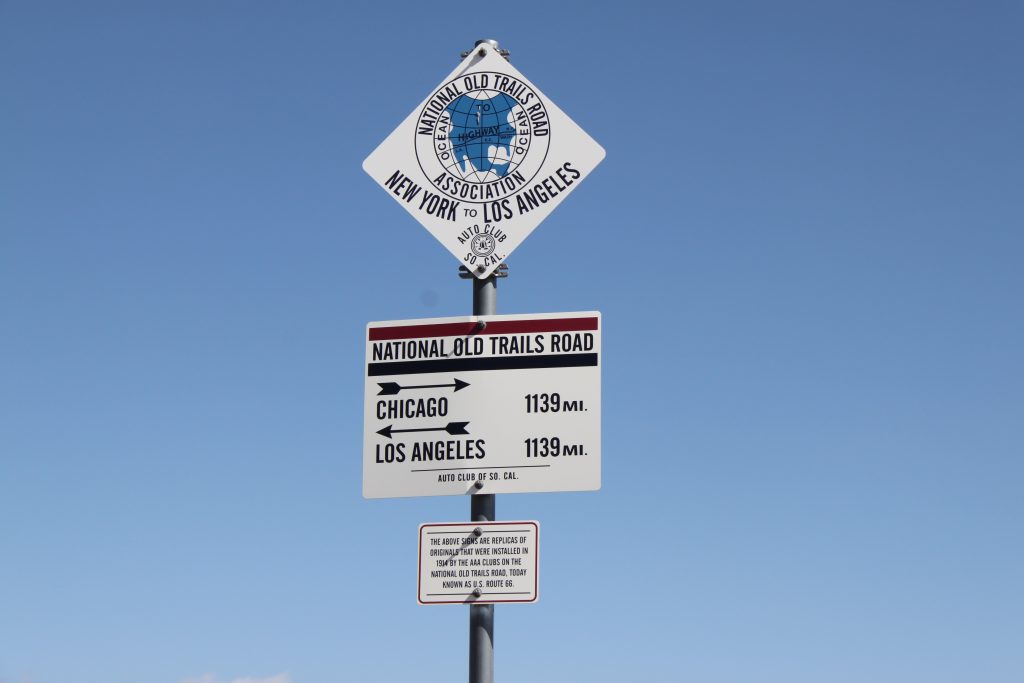 NATIONAL OLD TRAILS ROAD
OCEAN TO OCEAN
HIGHWAY
ASSOCIATION
NEW YORK TO LOS ANGELES
AUTO CLUB
SO. CAL.
NATIONAL OLD TRAILS ROAD
CHICAGO 1139 MI.
LOS ANGELES 1139 MI.
AUTO CLUB OF SO. CAL.
THE ABOVE SIGNS ARE REPLICAS OF
ORIGINALS THAT WERE INSTALLED IN
1914 BY THE AAA CLUBS ON THE
NATIONAL OLD TRAILS ROAD, TODAY
KNOWN AS U.S. ROUTE 66.